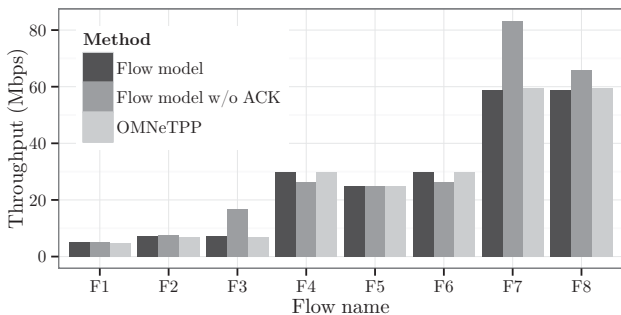 Method
Flow model
Flow model w/o ACK
OMNeTPP
Throughput (Mbps)
80
60
40
20
0
F1 F2 F3 F4 F5 F6 F7 F8
Flow name